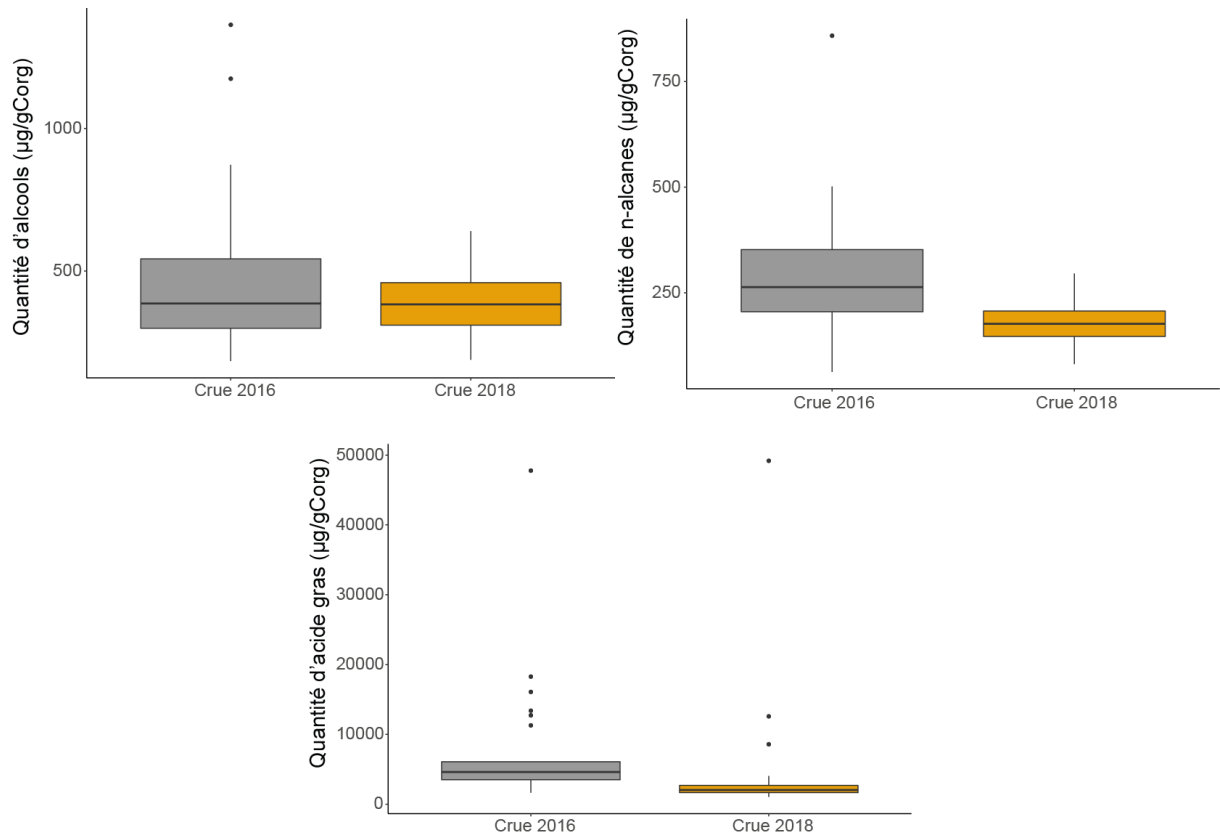 Quantité d'alcools (µg/gCorg)
1000
500
Crue 2016
Crue 2018
Quantité de n-alcanes (µg/gCorg)
750
500
250
Crue 2016
Crue 2018
Quantité d'acide gras (µg/gCorg)
50000
40000
30000
20000
10000
0
Crue 2016
Crue 2018